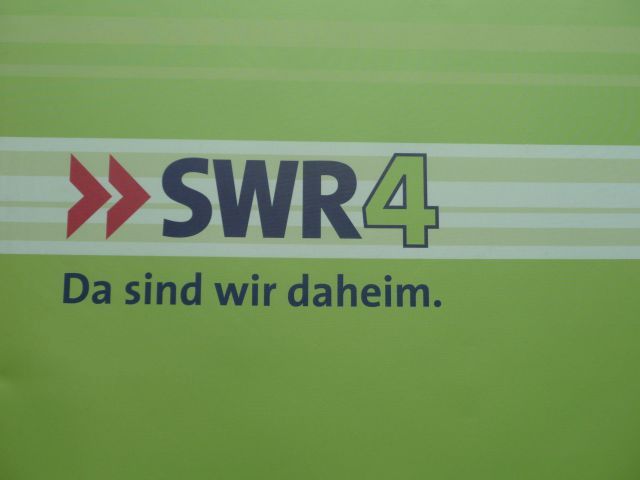 SWR4
Da sind wir daheim.